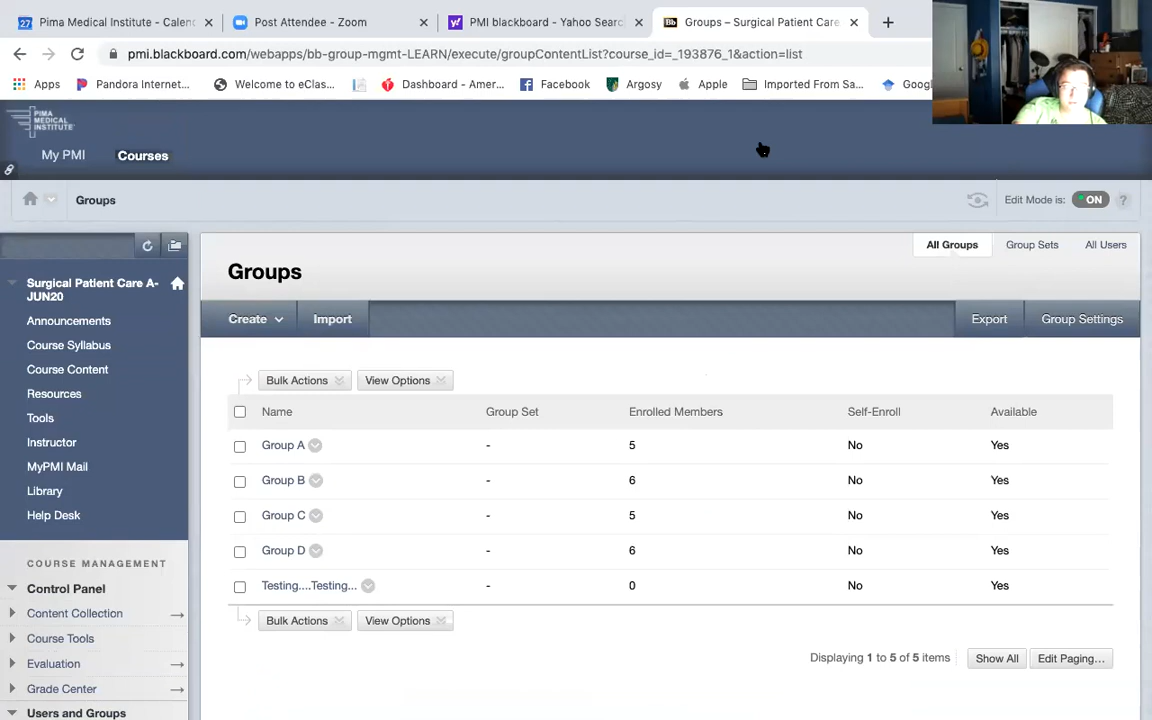 27 Pima Medical Institute - Calend
Post Attendee - Zoom
PMI blackboard - Yahoo Searc
Bb Groups – Surgical Patient Care
pmi.blackboard.com/webapps/bb-group-mgmt-LEARN/execute/groupContentList?course_id=_193876_1&action=list
Apps
Pandora Internet...
Welcome to eClas...
Dashboard - Amer...
Facebook
Argosy
Apple
Imported From Sa...
Googl
PIMA
MEDICAL
INSTITUTE
My PMI
Courses
Groups
Edit Mode is:
ON
?
All Groups
Group Sets
All Users
Surgical Patient Care A-
JUN20
Announcements
Course Syllabus
Course Content
Resources
Tools
Instructor
MyPMI Mail
Library
Help Desk
COURSE MANAGEMENT
Control Panel
Content Collection
Course Tools
Evaluation
Grade Center
Users and Groups
Groups
Create
Import
Export
Group Settings
Bulk Actions
View Options
Name Group Set Enrolled Members Self-Enroll Available
Group A - 5 No Yes
Group B - 6 No Yes
Group C - 5 No Yes
Group D - 6 No Yes
Testing....Testing... - 0 No Yes
Bulk Actions
View Options
Displaying 1 to 5 of 5 items
Show All
Edit Paging...